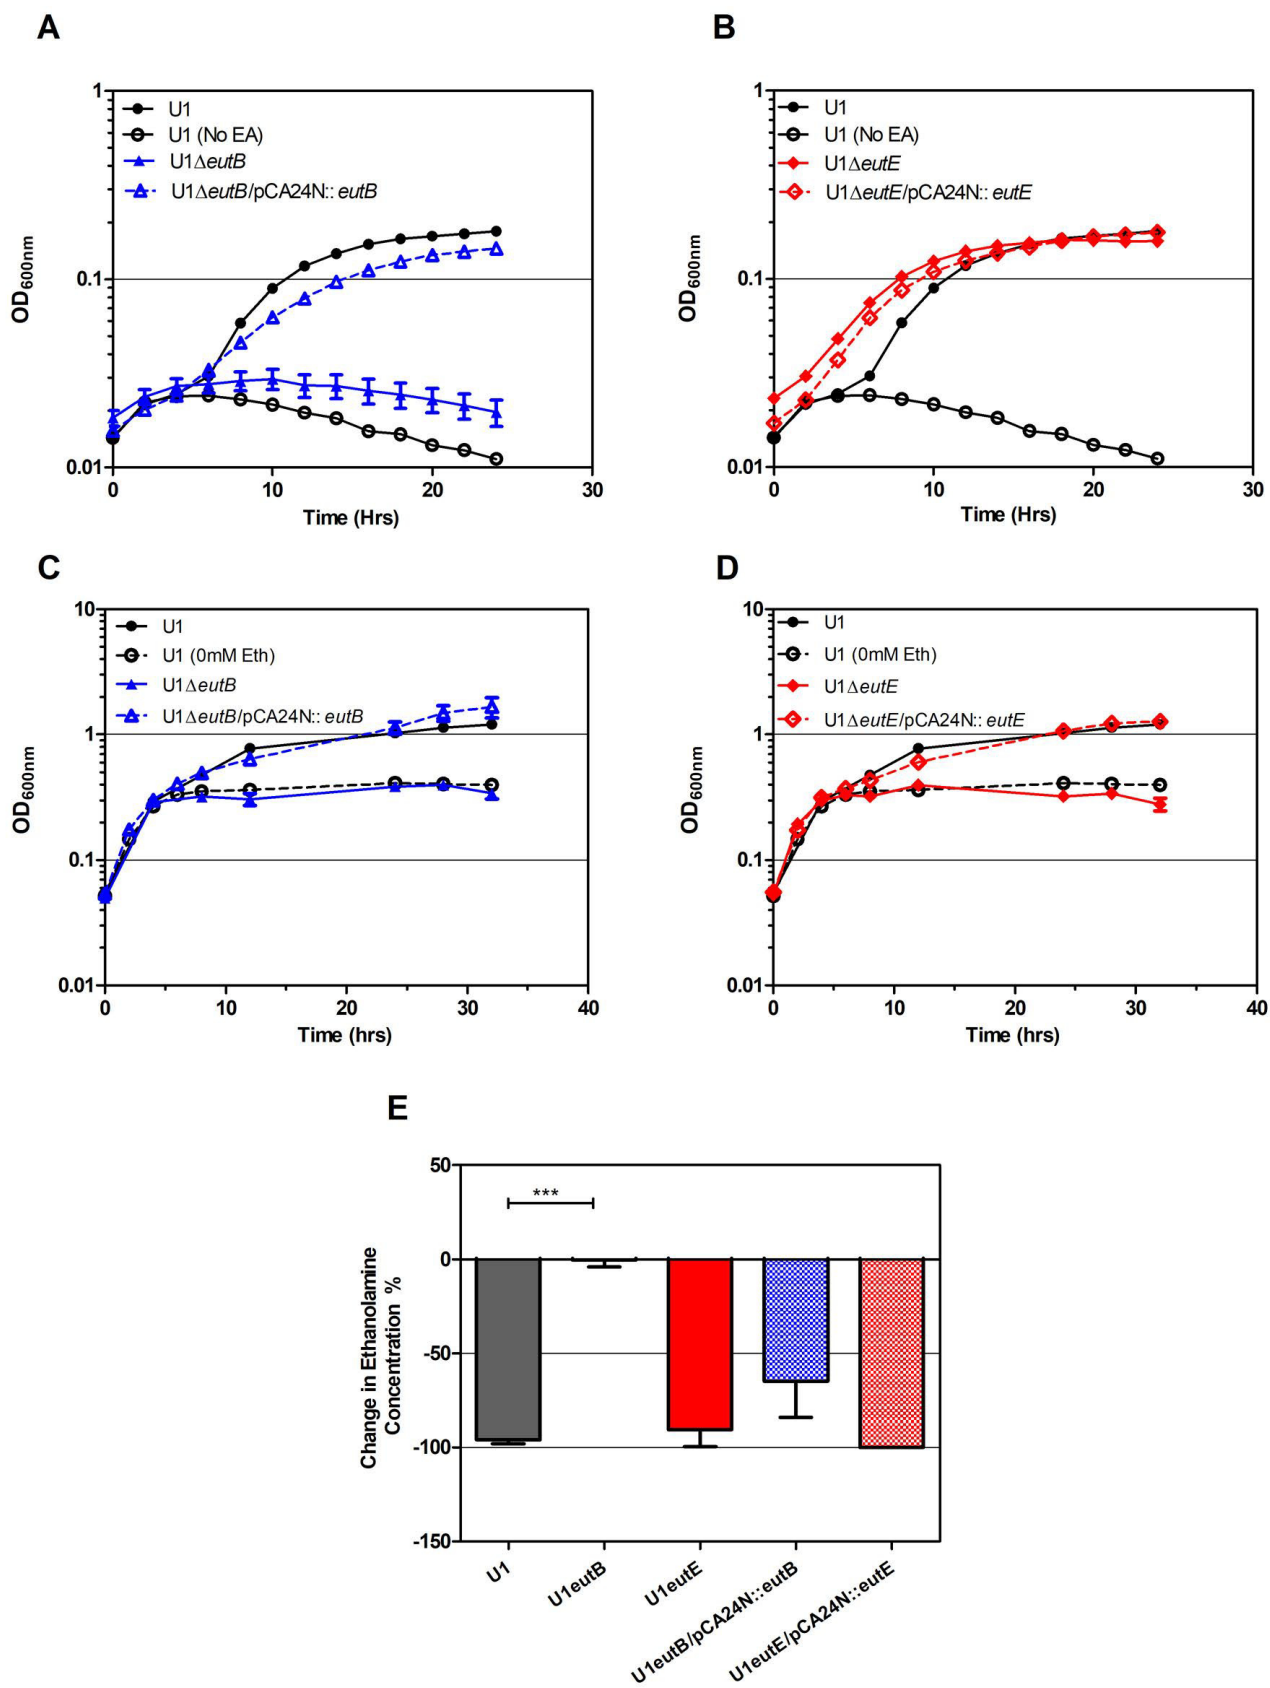 A
1
0.1
0.01
OD600nm
U1
U1 (No EA)
U1ΔeutB
U1ΔeutB/pCA24N:: eutB
0
10
20
30
Time (Hrs)
B
1
0.1
0.01
OD600nm
U1
U1 (No EA)
U1ΔeutE
U1ΔeutE/pCA24N:: eutE
0
10
20
30
Time (Hrs)
C
10
1
0.1
0.01
OD600nm
U1
U1 (0mM Eth)
U1ΔeutB
U1ΔeutB/pCA24N:: eutB
0
10
20
30
40
Time (hrs)
D
10
1
0.1
0.01
OD600nm
U1
U1 (0mM Eth)
U1ΔeutE
U1ΔeutE/pCA24N:: eutE
0
10
20
30
40
Time (hrs)
E
50
0
-50
-100
-150
Change in Ethanolamine
Concentration %
***
U1
U1eutB
U1eutE
U1eutB/pCA24N::eutB
U1eutE/pCA24N::eutE